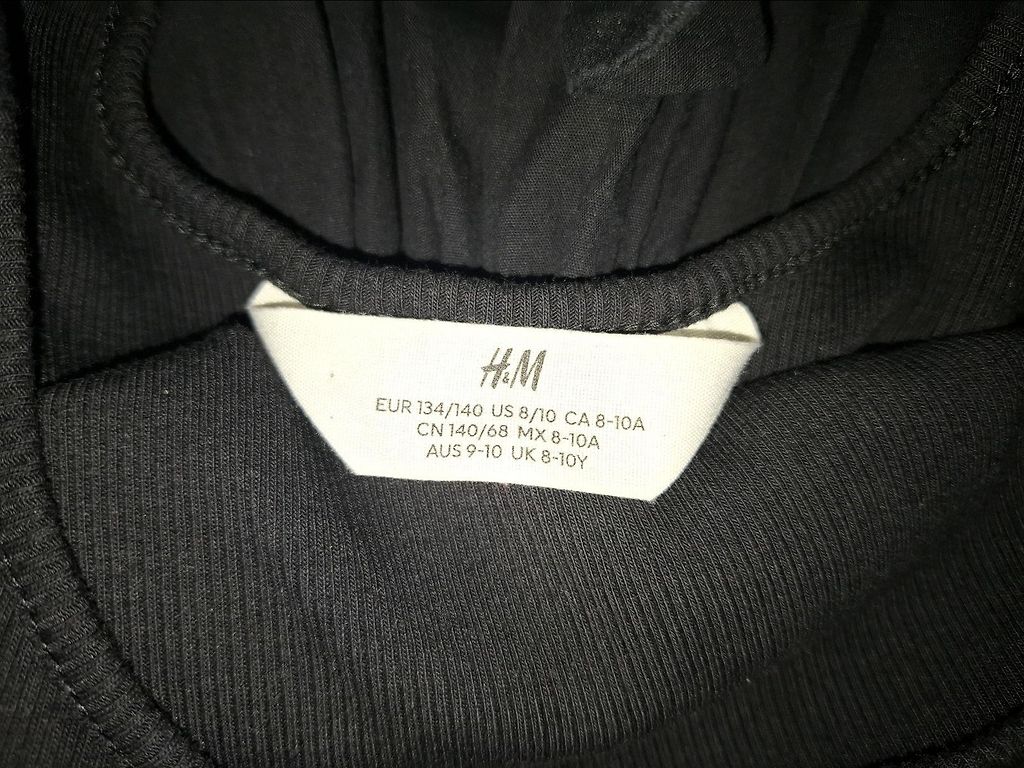 H&M
EUR 134/140 US 8/10 CA 8-10A
CN 140/68 MX 8-10A
AUS 9-10 UK 8-10Y